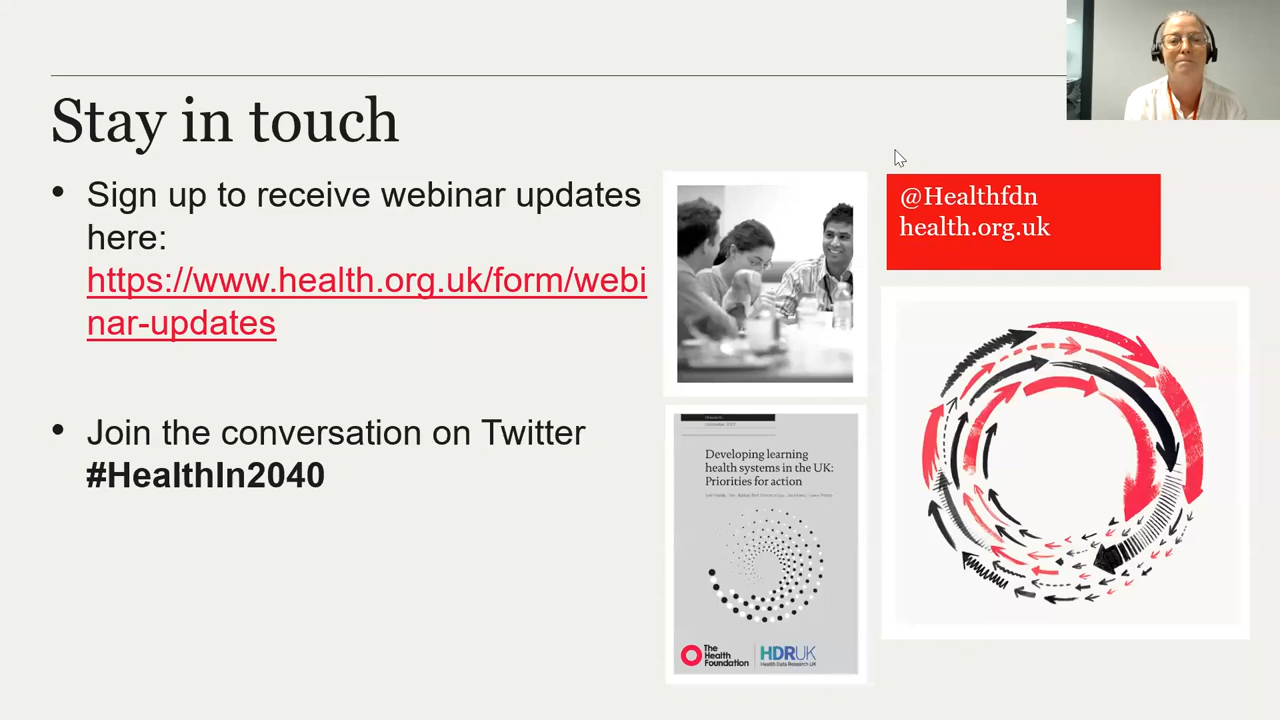 Stay in touch
• Sign up to receive webinar updates
here:
https://www.health.org.uk/form/webi
nar-updates
• Join the conversation on Twitter
#HealthIn2040
@Healthfdn
health.org.uk
Developing learning
health systems in the UK:
Priorities for action
The
Health
Foundation
HDRUK
Health Data Research UK